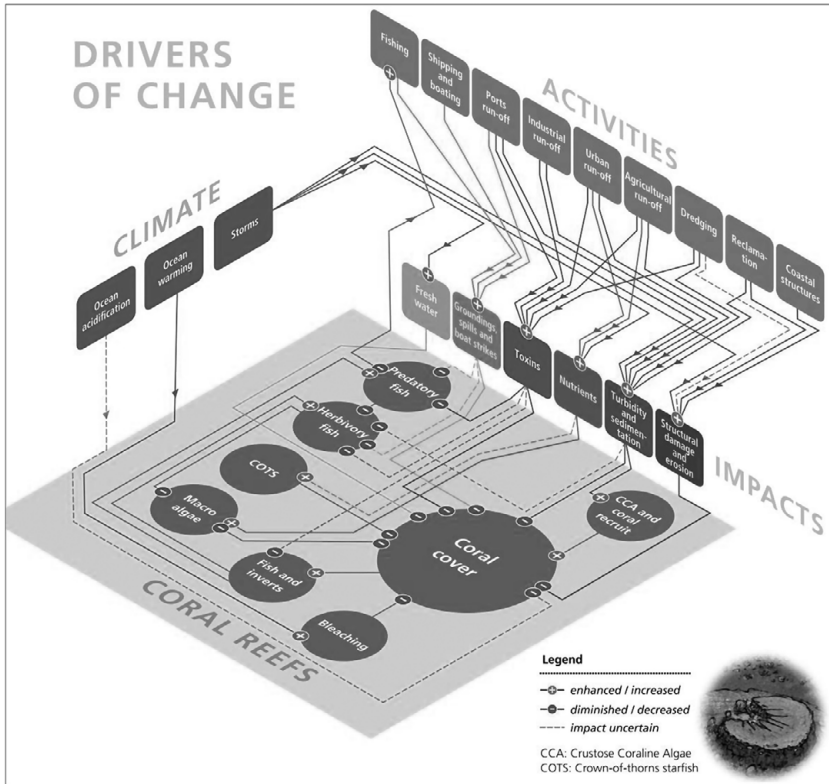 DRIVERS
OF CHANGE
ACTIVITIES
Fishing
Shipping
and
boating
Ports
run-off
Industrial
run-off
Urban
run-off
Agricultural
run-off
Dredging
Reclama-
tion
Coastal
structures
CLIMATE
Storms
Ocean
warming
Ocean
acidification
IMPACTS
Fresh
water
Groundings,
spills and
boat strikes
Toxins
Nutrients
Turbidity
and
sedimen-
tation
Structural
damage and
erosion
CORAL REEFS
Predatory
fish
Herbivory
fish
COTS
Macro
algae
Fish and
inverts
Bleaching
Coral
cover
CCA and
coral
recruit
Legend
enhanced / increased
diminished / decreased
impact uncertain
CCA: Crustose Coraline Algae
COTS: Crown-of-thorns starfish